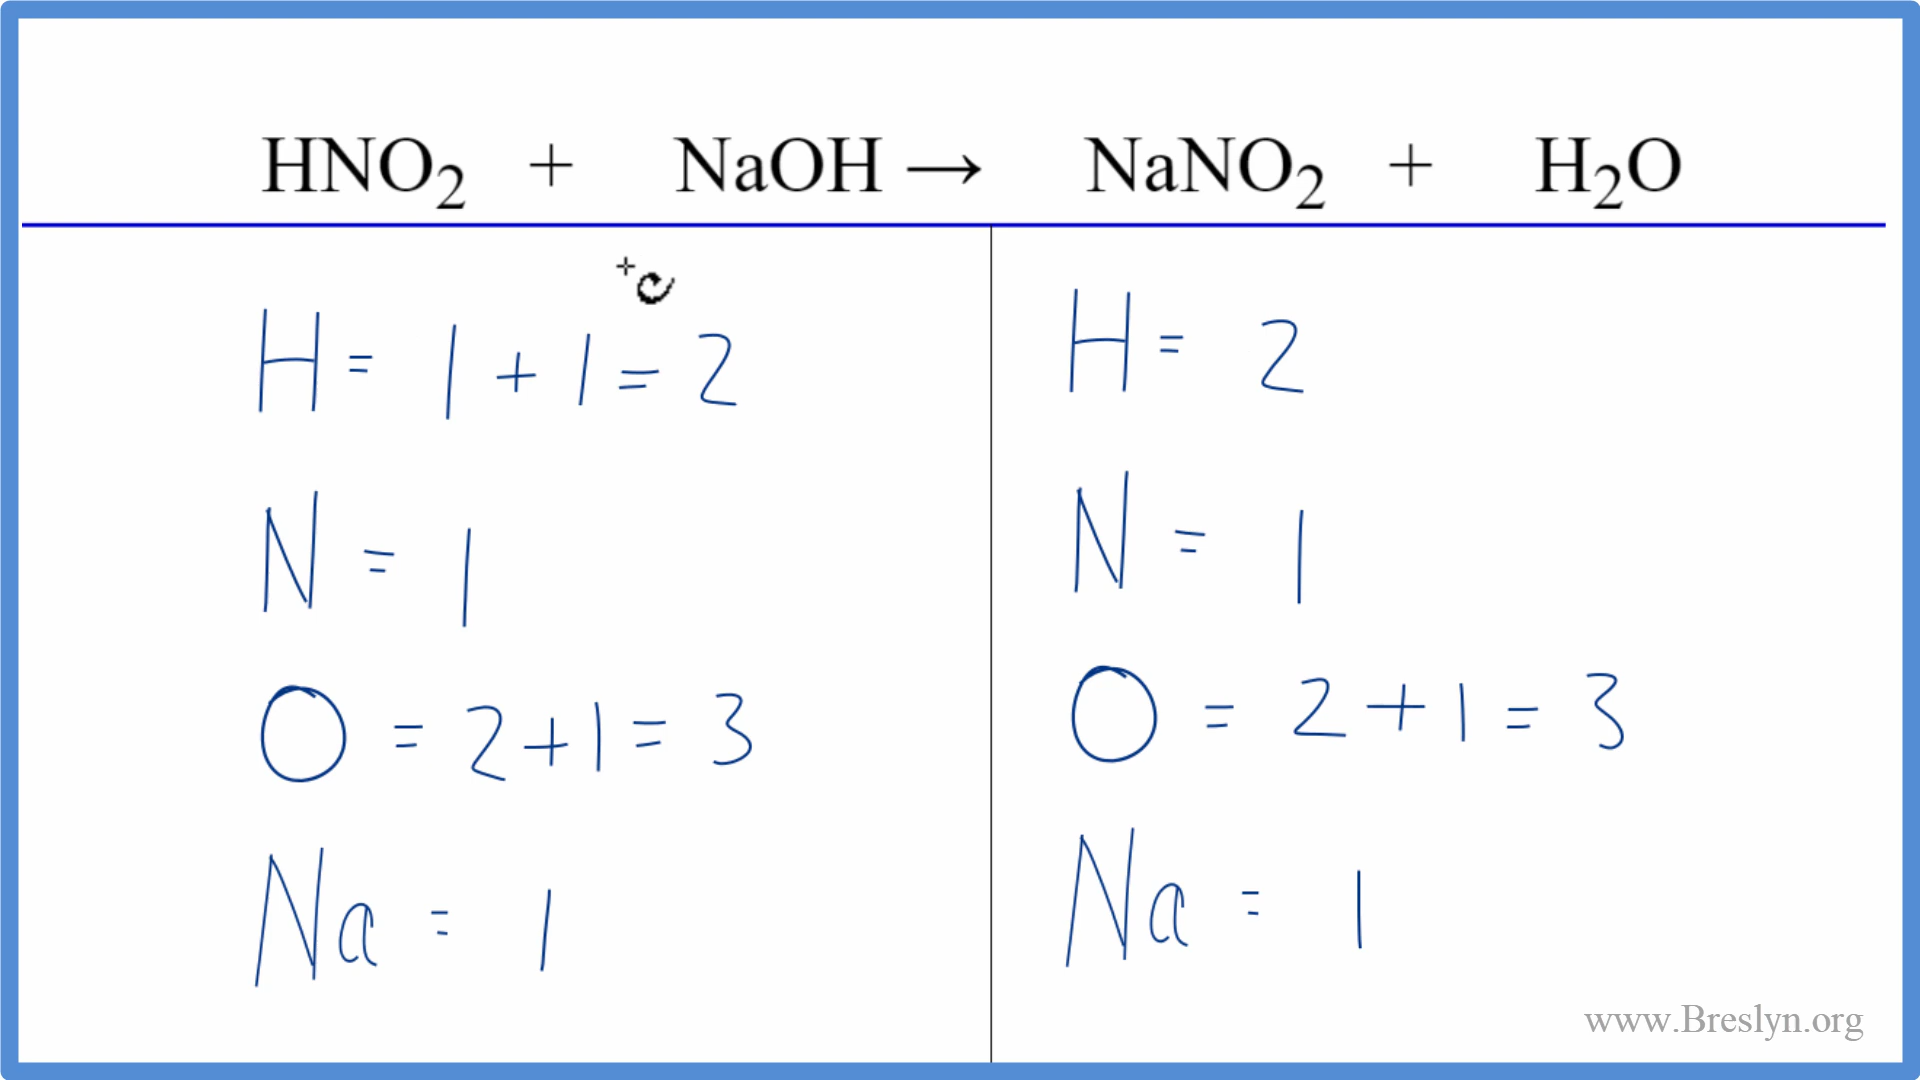 HNO₂ + NaOH → NaNO₂ + H₂O
H = 1 + 1 = 2
N = 1
O = 2 + 1 = 3
Na = 1
H = 2
N = 1
O = 2 + 1 = 3
Na = 1
www.Breslyn.org